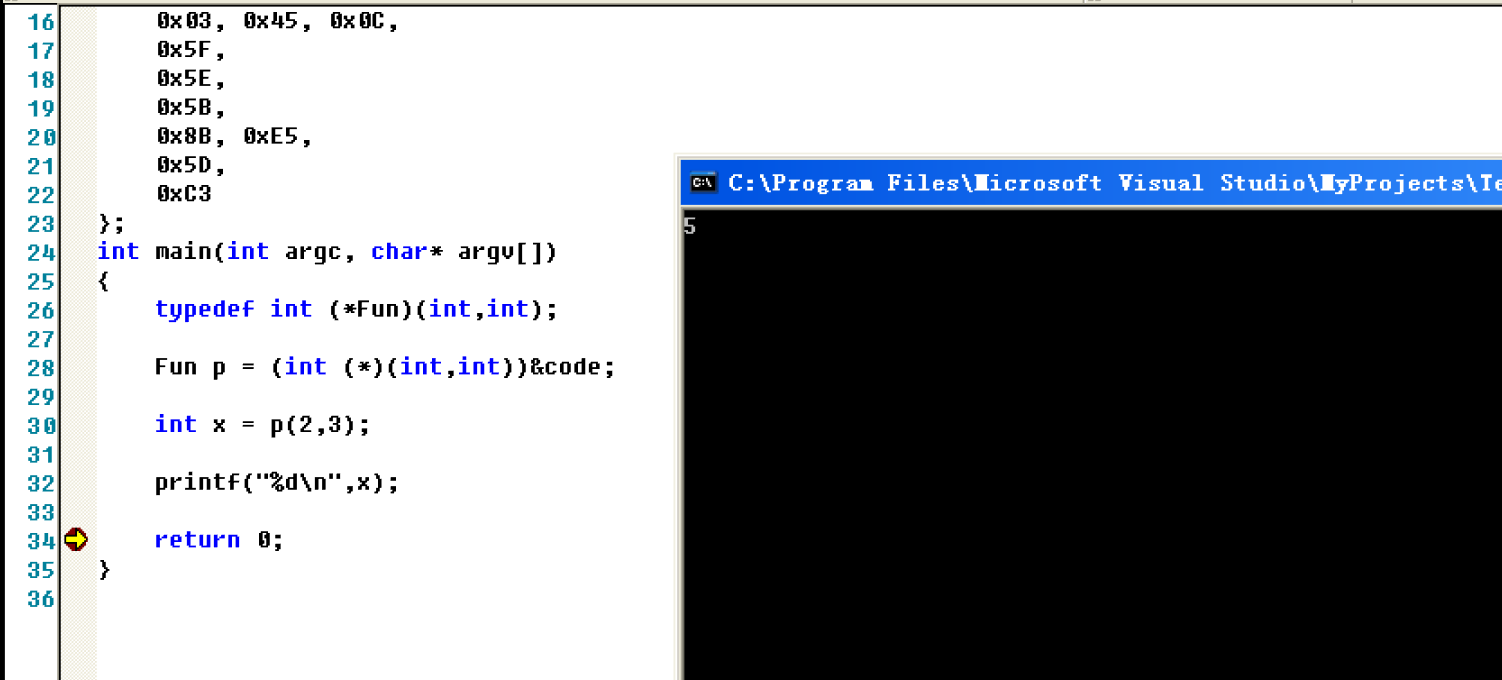 16 0x03, 0x45, 0x0C,
17 0x5F,
18 0x5E,
19 0x5B,
20 0x8B, 0xE5,
21 0x5D,
22 0xC3
23 };
24 int main(int argc, char* argv[])
25 {
26 typedef int (*Fun)(int,int);
27
28 Fun p = (int (*)(int,int))&code;
29
30 int x = p(2,3);
31
32 printf("%d\n",x);
33
34 return 0;
35 }
36
C:\Program Files\Microsoft Visual Studio\MyProjects\Te
5